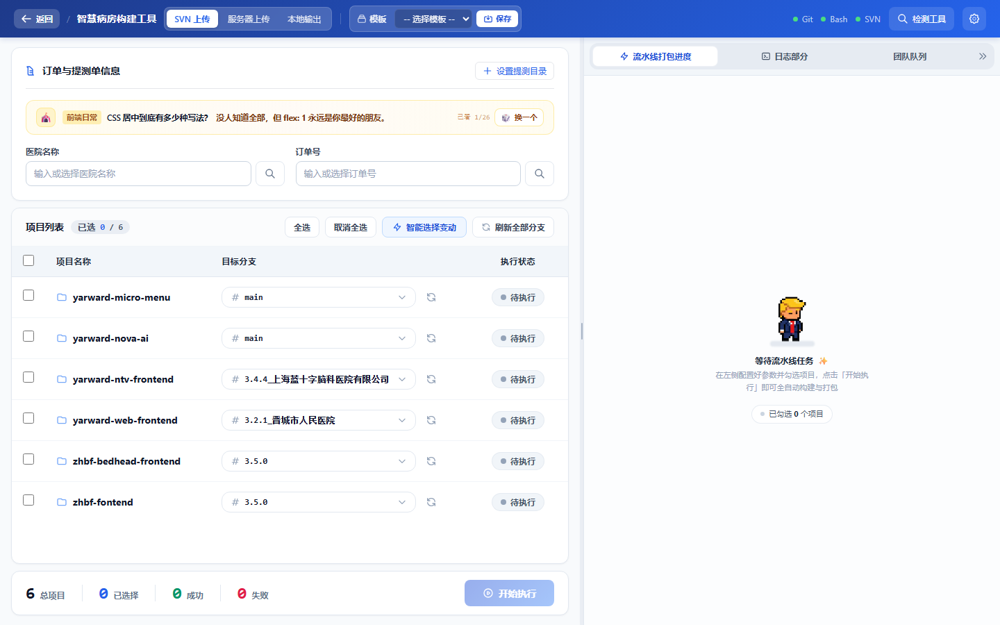 返回 / 智慧病房构建工具 SVN 上传 服务器上传 本地输出 模板 -- 选择模板 -- 保存 Git Bash SVN 检测工具
订单与提测单信息 设置提测目录
前端日常 CSS 居中到底有多少种写法? 没人知道全部，但 flex: 1 永远是你最好的朋友。 已看 1/26 换一个
医院名称 订单号
输入或选择医院名称 输入或选择订单号
项目列表 已选 0 / 6 全选 取消全选 智能选择变动 刷新全部分支
项目名称 目标分支 执行状态
yarward-micro-menu # main 待执行
yarward-nova-ai # main 待执行
yarward-ntv-frontend # 3.4.4_上海蓝十字脑科医院有限公司 待执行
yarward-web-frontend # 3.2.1_晋城市人民医院 待执行
zhbf-bedhead-frontend # 3.5.0 待执行
zhbf-fontend # 3.5.0 待执行
6 总项目 0 已选择 0 成功 0 失败 开始执行
流水线打包进度 日志部分 团队队列
等待流水线任务
在左侧配置好参数并勾选项目，点击「开始执
行」即可全自动构建与打包
已勾选 0 个项目